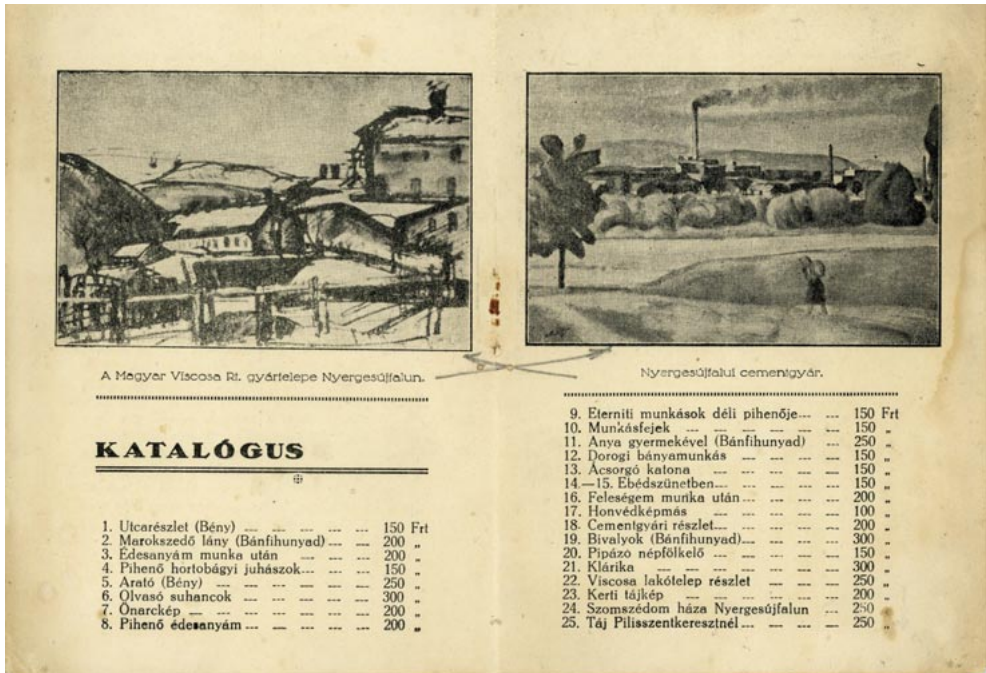 A Magyar Viscosa Rt. gyártelepe Nyergesújfalun.
KATALÓGUS
1. Utcarészlet (Bény) — — — — 150 Frt
2. Marokszedő lány (Bánfihunyad) — — 200 „
3. Édesanyám munka után — — — 200 „
4. Pihenő hortobágyi juhászok — — — 150 „
5. Arató (Bény) — — — — — 250 „
6. Olvasó suhancok — — — — 300 „
7. Önarckép — — — — — — 200 „
8. Pihenő édesanyám — — — — — 200 „
Nyergesújfalui cementgyár.
9. Eterniti munkások déli pihenője — — 150 Frt
10. Munkásfejek — — — — — — 150 „
11. Anya gyermekével (Bánfihunyad) — 250 „
12. Dorogi bányamunkás — — — — 150 „
13. Ácsorgó katona — — — — — 150 „
14.—15. Ebédszünetben — — — — — 150 „
16. Feleségem munka után — — — — 200 „
17. Honvédképmás — — — — — 100 „
18. Cementgyári részlet — — — — — 200 „
19. Bivalyok (Bánfihunyad) — — — — 300 „
20. Pipázó népfölkelő — — — — — 150 „
21. Klárika — — — — — — 300 „
22. Viscosa lakótelep részlet — — — 250 „
23. Kerti tájkép — — — — — — 200 „
24. Szomszédom háza Nyergesújfalun — 250 „
25. Táj Pilisszentkeresztnél — — — — 250 „